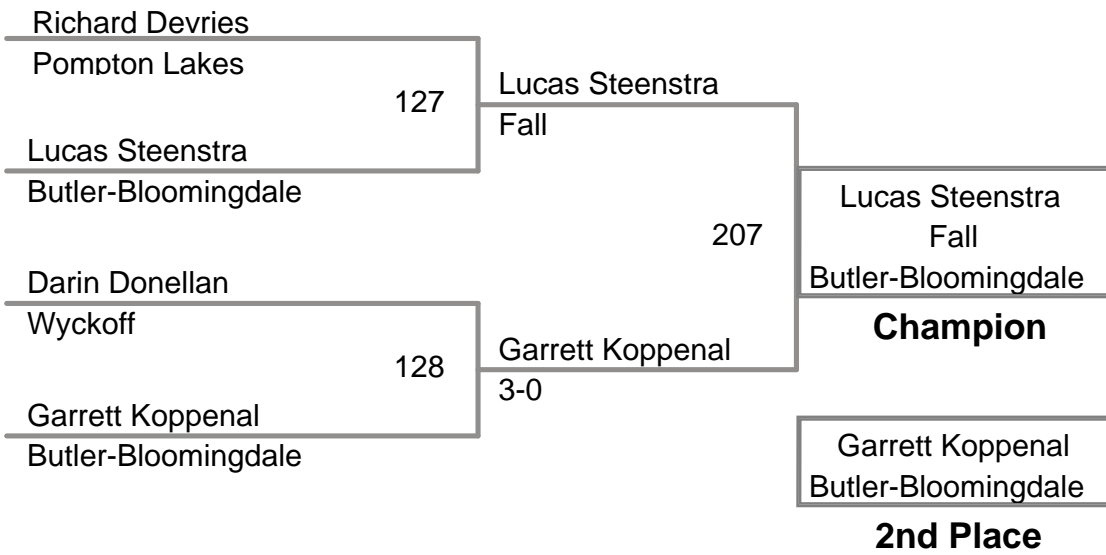 Richard Devries
Pompton Lakes
127
Lucas Steenstra
Butler-Bloomingdale
Lucas Steenstra
Fall
Darin Donellan
Wyckoff
128
Garrett Koppenal
Butler-Bloomingdale
Garrett Koppenal
3-0
207
Lucas Steenstra
Fall
Butler-Bloomingdale
Champion
Garrett Koppenal
Butler-Bloomingdale
2nd Place